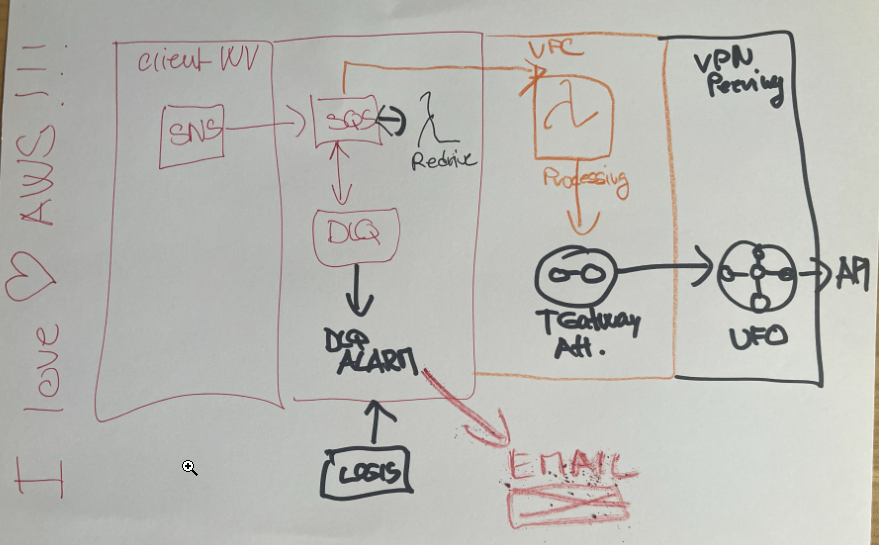 I love ♡ AWS !!!
client WV
SNS
SQS
Redrive
DLQ
DLQ
ALARM
LOGIS
EMAIL
VPC
Processing
TGateway
Att.
VPN
Peering
UFO
API